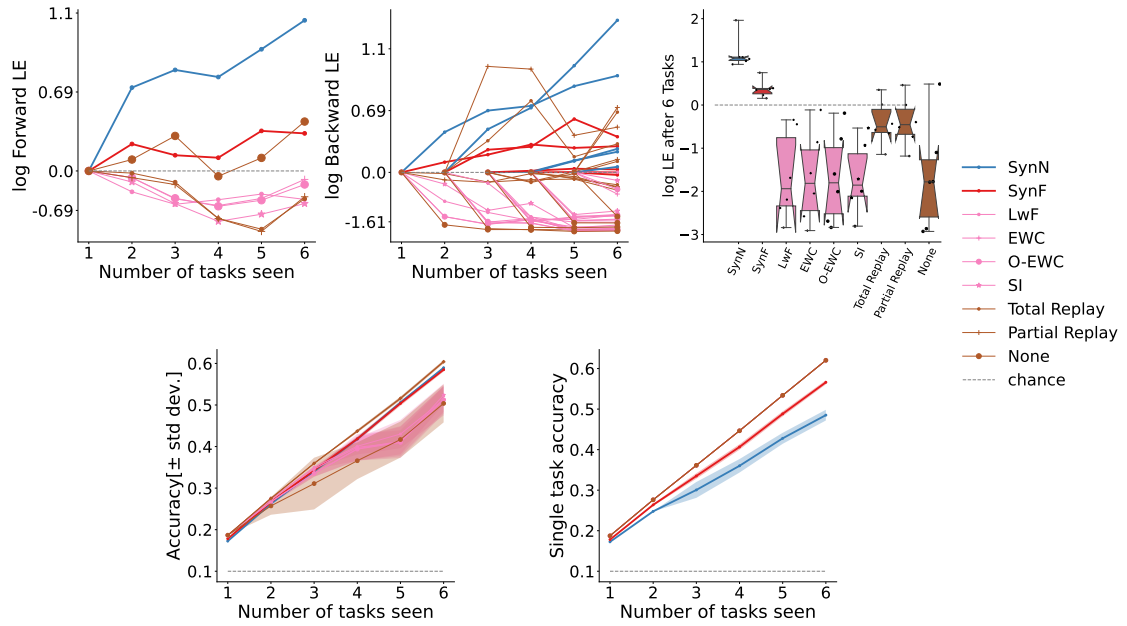 log Forward LE
1.1
0.69
0.0
-0.69
1 2 3 4 5 6
Number of tasks seen
log Backward LE
1.1
0.69
0.0
-1.61
1 2 3 4 5 6
Number of tasks seen
log LE after 6 Tasks
2
1
0
−1
−2
−3
SynN
SynF
LwF
EWC
O-EWC
SI
Total Replay
Partial Replay
None
SynN
SynF
LwF
EWC
O-EWC
SI
Total Replay
Partial Replay
None
chance
Accuracy[± std dev.]
0.6
0.5
0.4
0.3
0.2
0.1
1 2 3 4 5 6
Number of tasks seen
Single task accuracy
0.6
0.5
0.4
0.3
0.2
0.1
1 2 3 4 5 6
Number of tasks seen